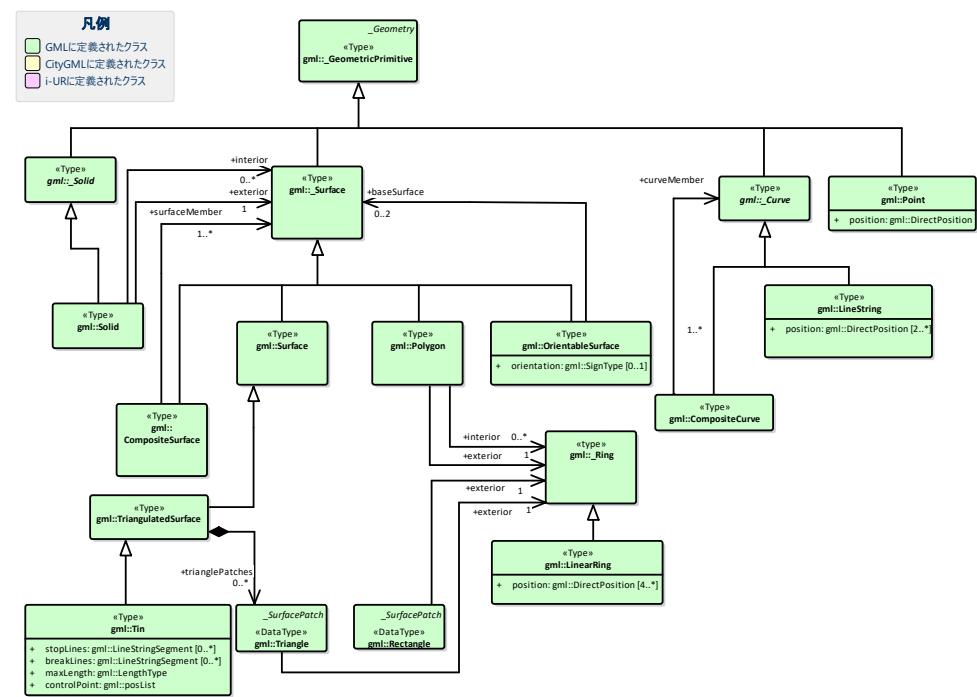 凡例
GMLに定義されたクラス
CityGMLに定義されたクラス
i-URに定義されたクラス
_Geometry
«Type»
gml::_GeometricPrimitive
«Type»
gml::_Solid
+interior
0..*
+exterior
1
+surfaceMember
1..*
«Type»
gml::_Surface
+baseSurface
0..2
+curveMember
«Type»
gml::_Curve
«Type»
gml::Point
+ position: gml::DirectPosition
«Type»
gml::Solid
«Type»
gml::Surface
«Type»
gml::Polygon
«Type»
gml::OrientableSurface
+ orientation: gml::SignType [0..1]
1..*
«Type»
gml::LineString
+ position: gml::DirectPosition [2..*]
«Type»
gml::
CompositeSurface
«Type»
gml::CompositeCurve
+interior 0..*
+exterior 1
+exterior 1
+exterior 1
«type»
gml::_Ring
«Type»
gml::TriangulatedSurface
+trianglePatches
0..*
«Type»
gml::LinearRing
+ position: gml::DirectPosition [4..*]
«Type»
gml::Tin
+ stopLines: gml::LineStringSegment [0..*]
+ breakLines: gml::LineStringSegment [0..*]
+ maxLength: gml::LengthType
+ controlPoint: gml::posList
_SurfacePatch
«DataType»
gml::Triangle
_SurfacePatch
«DataType»
gml::Rectangle